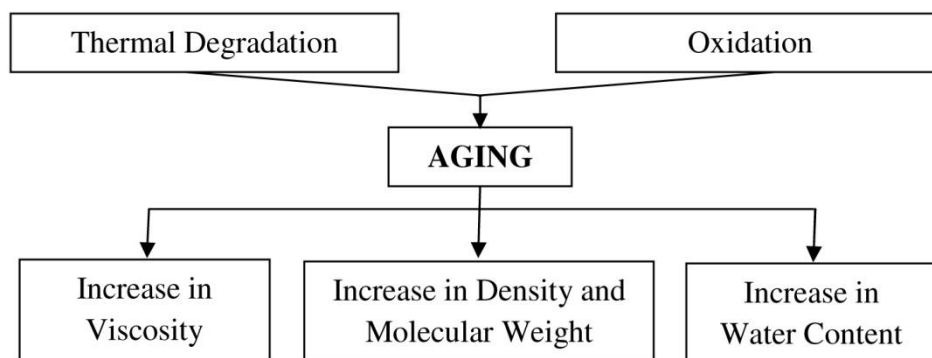 Thermal Degradation
Oxidation
AGING
Increase in
Viscosity
Increase in Density and
Molecular Weight
Increase in
Water Content